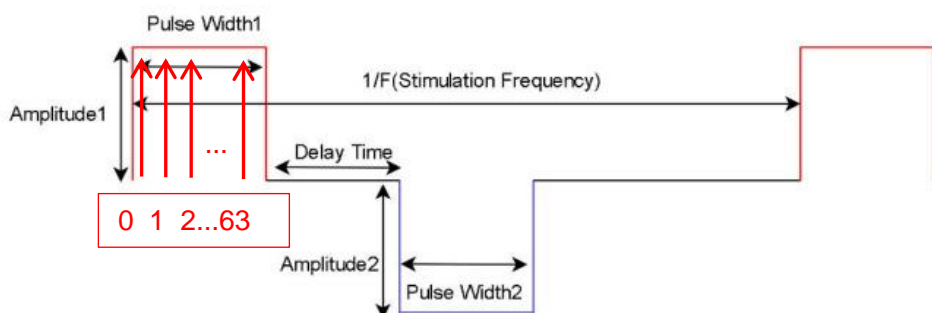 Pulse Width1
1/F(Stimulation Frequency)
Amplitude1
...
Delay Time
0 1 2...63
Amplitude2
Pulse Width2